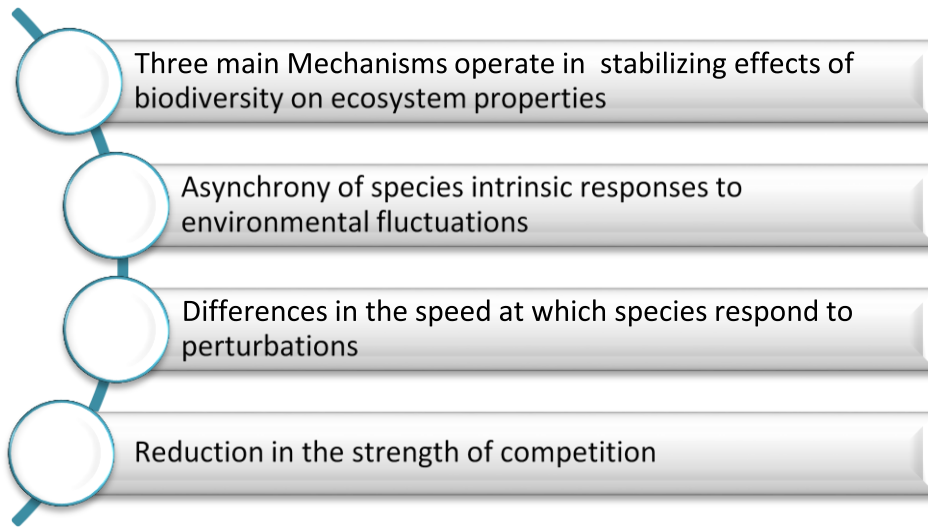 Three main Mechanisms operate in  stabilizing effects of
biodiversity on ecosystem properties
Asynchrony of species intrinsic responses to
environmental fluctuations
Differences in the speed at which species respond to
perturbations
Reduction in the strength of competition